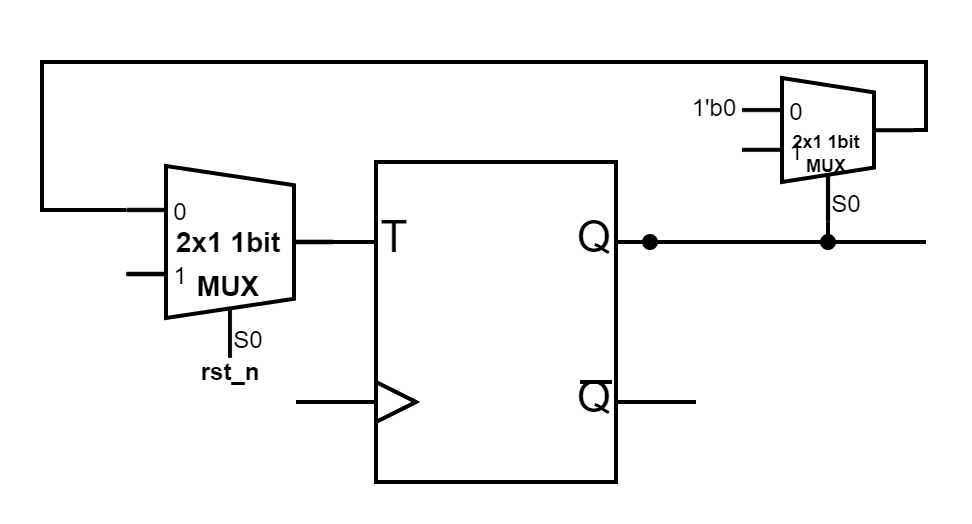 1'b0
0
2x1 1bit
1
MUX
S0
0
2x1 1bit
1
MUX
S0
rst_n
T
Q
Q̅